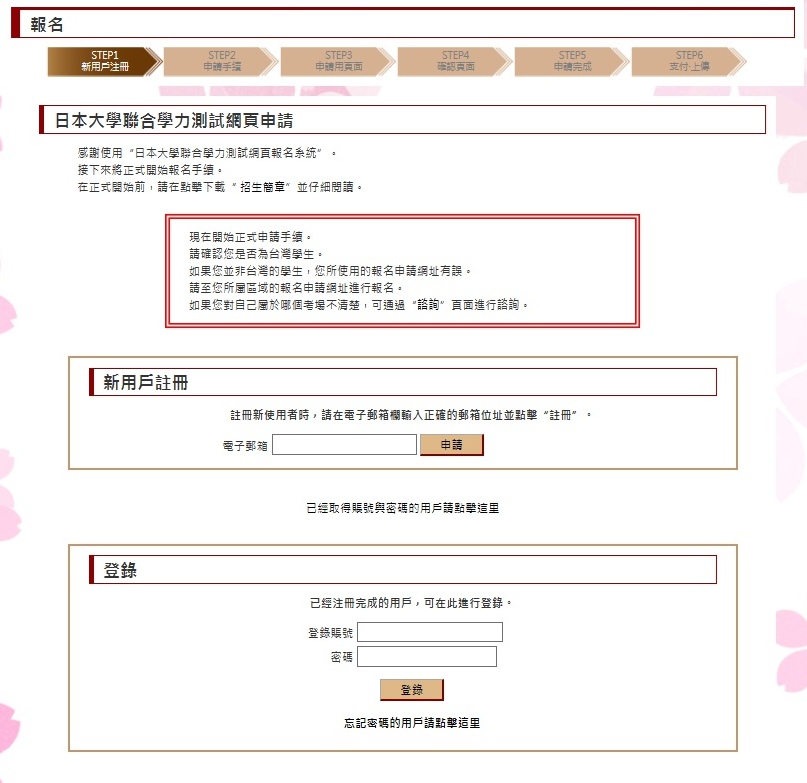 報名
STEP1
新用戶註冊
STEP2
申請手續
STEP3
申請用頁面
STEP4
確認頁面
STEP5
申請完成
STEP6
支付·上傳
日本大學聯合學力測試網頁申請
感謝使用“日本大學聯合學力測試網頁報名系統”。
接下來將正式開始報名手續。
在正式開始前，請在點擊下載“ 招生簡章”並仔細閱讀。
現在開始正式申請手續。
請確認您是否為台灣學生。
如果您並非台灣的學生，您所使用的報名申請網址有誤。
請至您所屬區域的報名申請網址進行報名。
如果您對自己屬於哪個考場不清楚，可通過“諮詢”頁面進行諮詢。
新用戶註冊
註冊新使用者時，請在電子郵箱欄輸入正確的郵箱位址並點擊“註冊”。
電子郵箱
申請
已經取得賬號與密碼的用戶請點擊這里
登錄
已經注冊完成的用戶，可在此進行登錄。
登錄賬號
密碼
登錄
忘記密碼的用戶請點擊這里